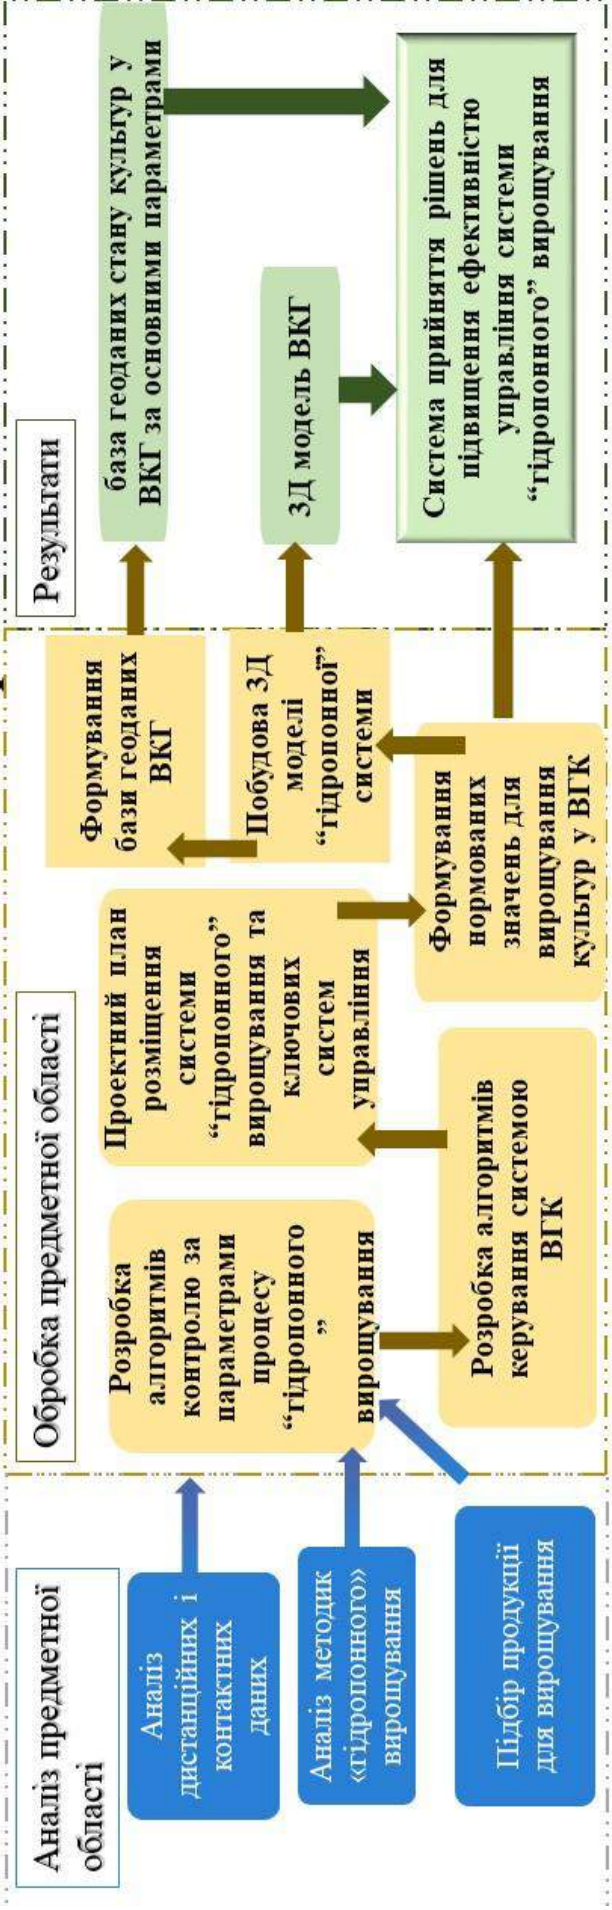 Аналіз предметної
області
Аналіз
дистанційних і
контактних
даних
Аналіз методик
«гідропонного»
вирощування
Підбір продукції
для вирощування
Обробка предметної області
Розробка
алгоритмів
контролю за
параметрами
процесу
“гідропонного
”
вирощування
Розробка алгоритмів
керування системою
ВГК
Проектний план
розміщення
системи
“гідропонного”
вирощування та
ключових
систем
управління
Формування
нормованих
значень для
вирощування
культур у ВГК
Формування
бази геоданих
ВКГ
Побудова 3Д
моделі
“гідропонної”
системи
Результати
база геоданих стану культур у
ВКГ за основними параметрами
3Д модель ВКГ
Система прийняття рішень для
підвищення ефективністю
управління системи
“гідропонного” вирощування